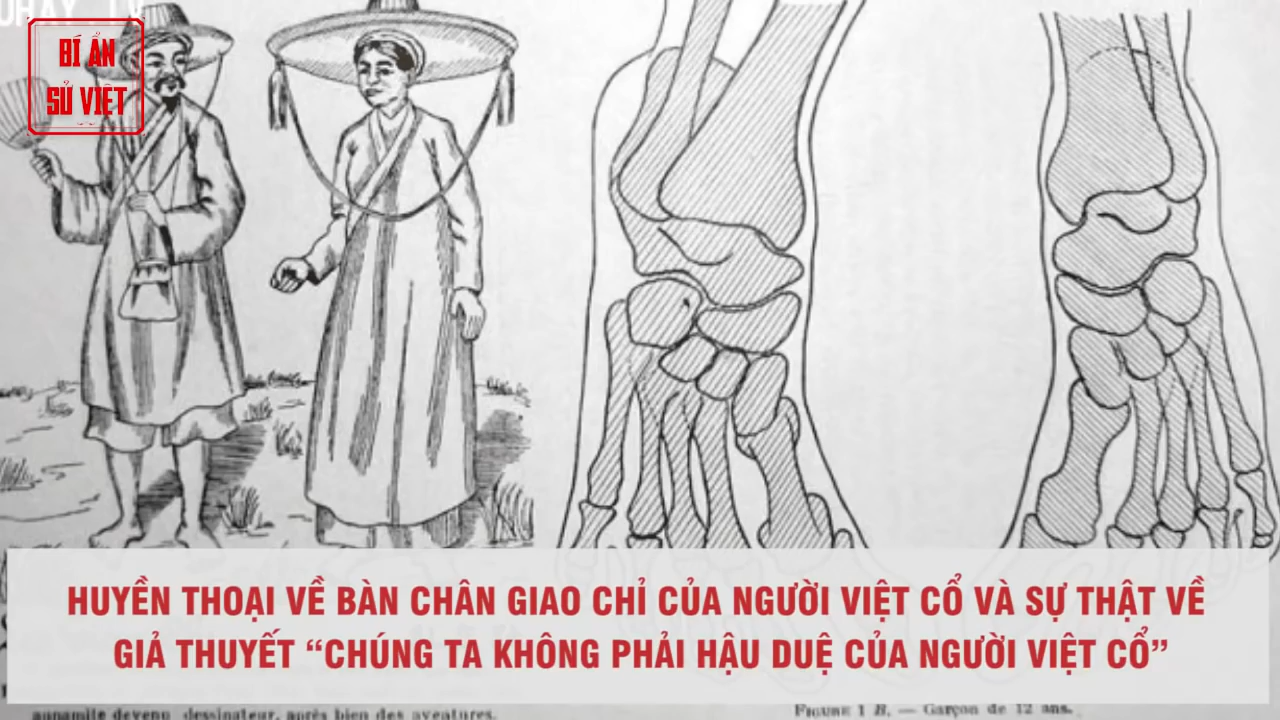 BÍ ẨN
SỬ VIỆT
HUYỀN THOẠI VỀ BÀN CHÂN GIAO CHỈ CỦA NGƯỜI VIỆT CỔ VÀ SỰ THẬT VỀ
GIẢ THUYẾT “CHÚNG TA KHÔNG PHẢI HẬU DUỆ CỦA NGƯỜI VIỆT CỔ”
annamite devenu dessinateur, après bien des aventures.
FIGURE 1 B. — Garçon de 12 ans.